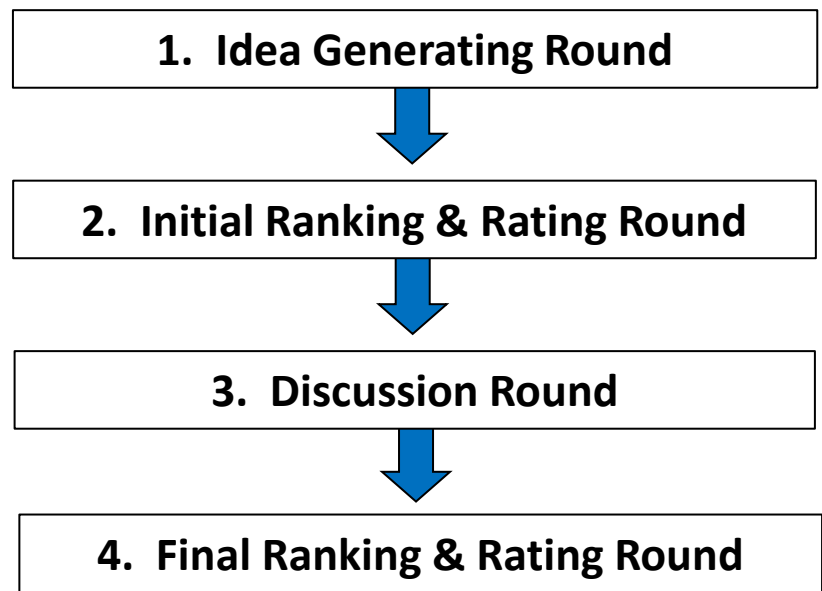 1. Idea Generating Round
2. Initial Ranking & Rating Round
3. Discussion Round
4. Final Ranking & Rating Round